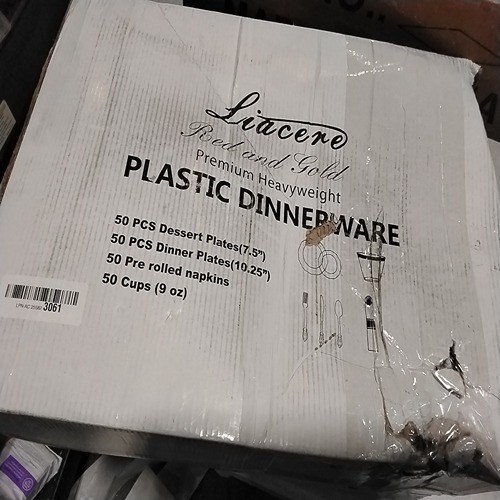 Liacere
Red and Gold
Premium Heavyweight
PLASTIC DINNERWARE
50 PCS Dessert Plates(7.5")
50 PCS Dinner Plates(10.25")
50 Pre rolled napkins
50 Cups (9 oz)
3061